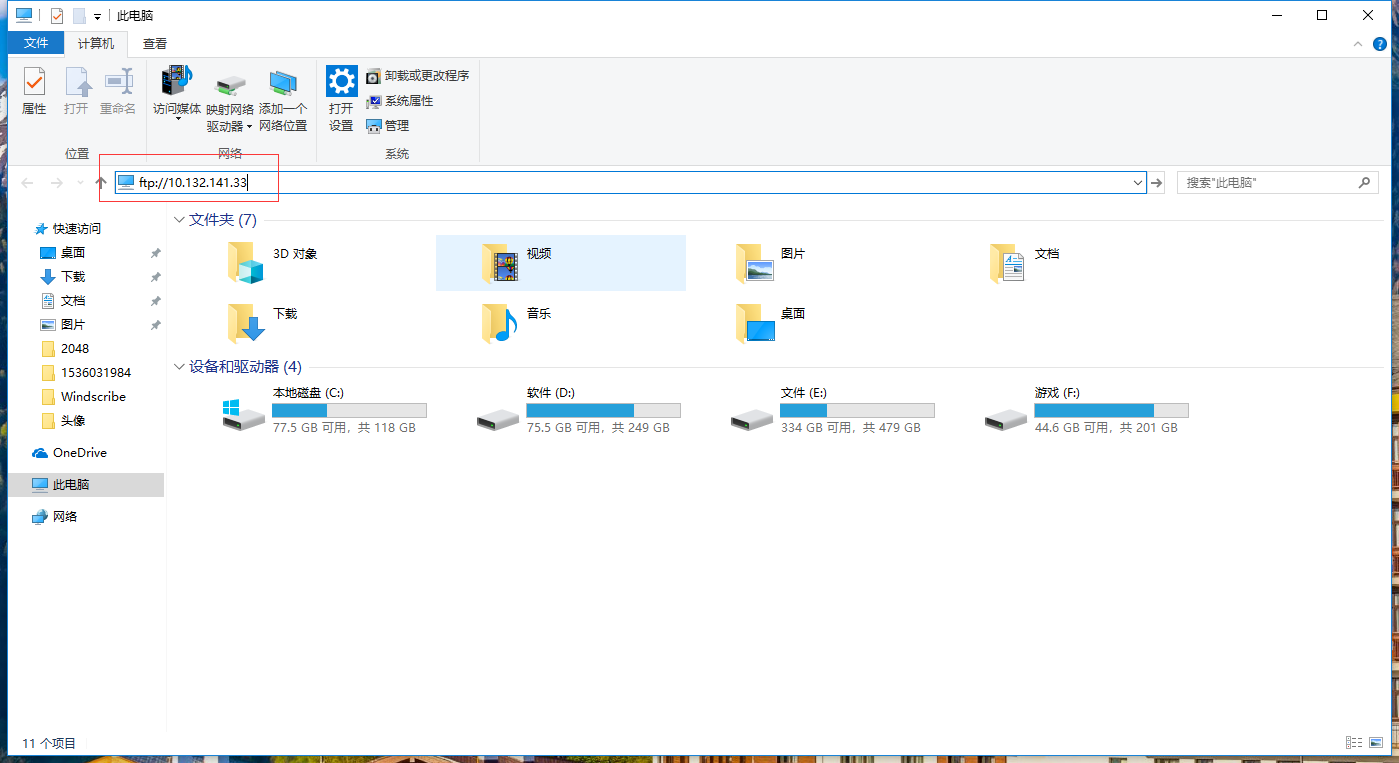 此电脑
文件 计算机 查看
属性 打开 重命名 访问媒体 映射网络驱动器 添加一个网络位置 打开设置 卸载或更改程序
系统属性
管理
位置 网络 系统
ftp://10.132.141.33 搜索"此电脑"
快速访问
桌面
下载
文档
图片
2048
1536031984
Windscribe
头像
OneDrive
此电脑
网络
文件夹 (7)
3D 对象 视频 图片 文档
下载 音乐 桌面
设备和驱动器 (4)
本地磁盘 (C:) 软件 (D:) 文件 (E:) 游戏 (F:)
77.5 GB 可用，共 118 GB 75.5 GB 可用，共 249 GB 334 GB 可用，共 479 GB 44.6 GB 可用，共 201 GB
11 个项目